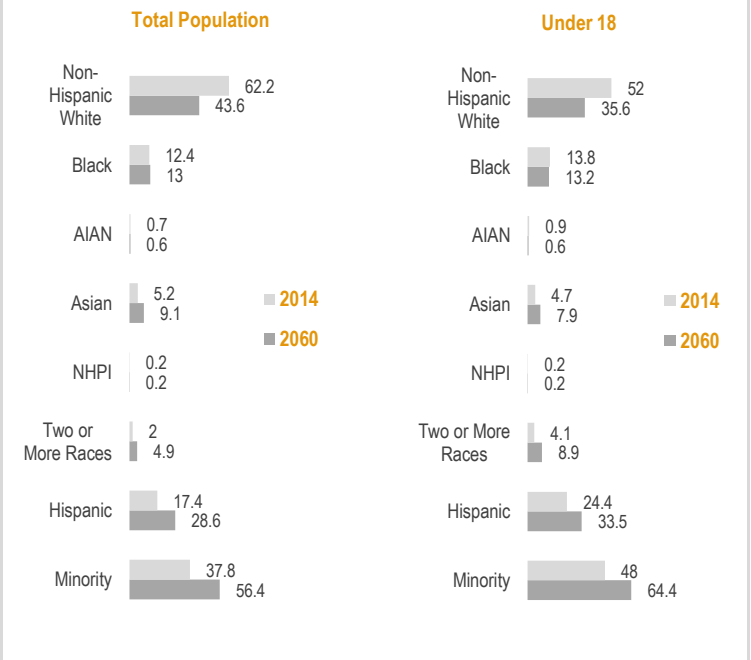 Total Population
Non-
Hispanic
White
62.2
43.6
Black
12.4
13
AIAN
0.7
0.6
Asian
5.2
9.1
2014
2060
NHPI
0.2
0.2
Two or
More Races
2
4.9
Hispanic
17.4
28.6
Minority
37.8
56.4
Under 18
Non-
Hispanic
White
52
35.6
Black
13.8
13.2
AIAN
0.9
0.6
Asian
4.7
7.9
2014
2060
NHPI
0.2
0.2
Two or More
Races
4.1
8.9
Hispanic
24.4
33.5
Minority
48
64.4